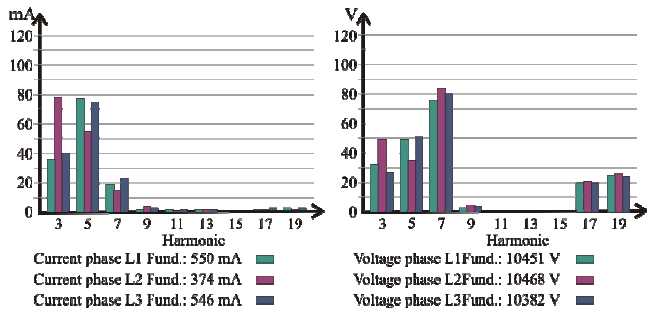 mA
120
100
80
60
40
20
0
3 5 7 9 11 13 15 17 19
Harmonic
Current phase L1 Fund.: 550 mA
Current phase L2 Fund.: 374 mA
Current phase L3 Fund.: 546 mA
V
120
100
80
60
40
20
0
3 5 7 9 11 13 15 17 19
Harmonic
Voltage phase L1Fund.: 10451 V
Voltage phase L2Fund.: 10468 V
Voltage phase L3Fund.: 10382 V